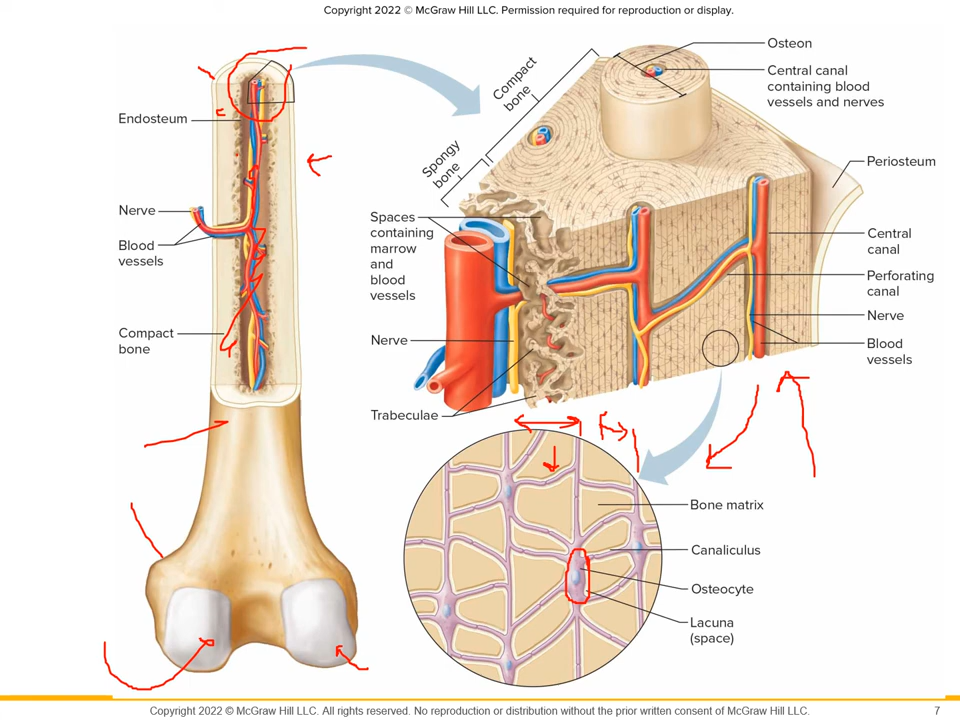 Copyright 2022 © McGraw Hill LLC. Permission required for reproduction or display.
Endosteum
Nerve
Blood
vessels
Compact
bone
Compact
bone
Spongy
bone
Osteon
Central canal
containing blood
vessels and nerves
Periosteum
Spaces
containing
marrow
and
blood
vessels
Nerve
Trabeculae
Central
canal
Perforating
canal
Nerve
Blood
vessels
Bone matrix
Canaliculus
Osteocyte
Lacuna
(space)
Copyright 2022 © McGraw Hill LLC. All rights reserved. No reproduction or distribution without the prior written consent of McGraw Hill LLC.
7